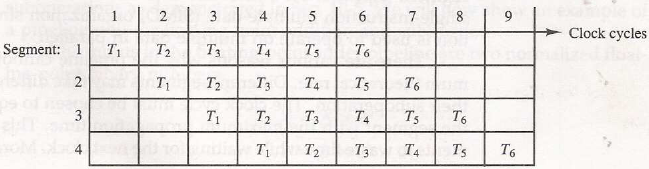 1 2 3 4 5 6 7 8 9
Clock cycles
Segment: 1 T1 T2 T3 T4 T5 T6
2 T1 T2 T3 T4 T5 T6
3 T1 T2 T3 T4 T5 T6
4 T1 T2 T3 T4 T5 T6